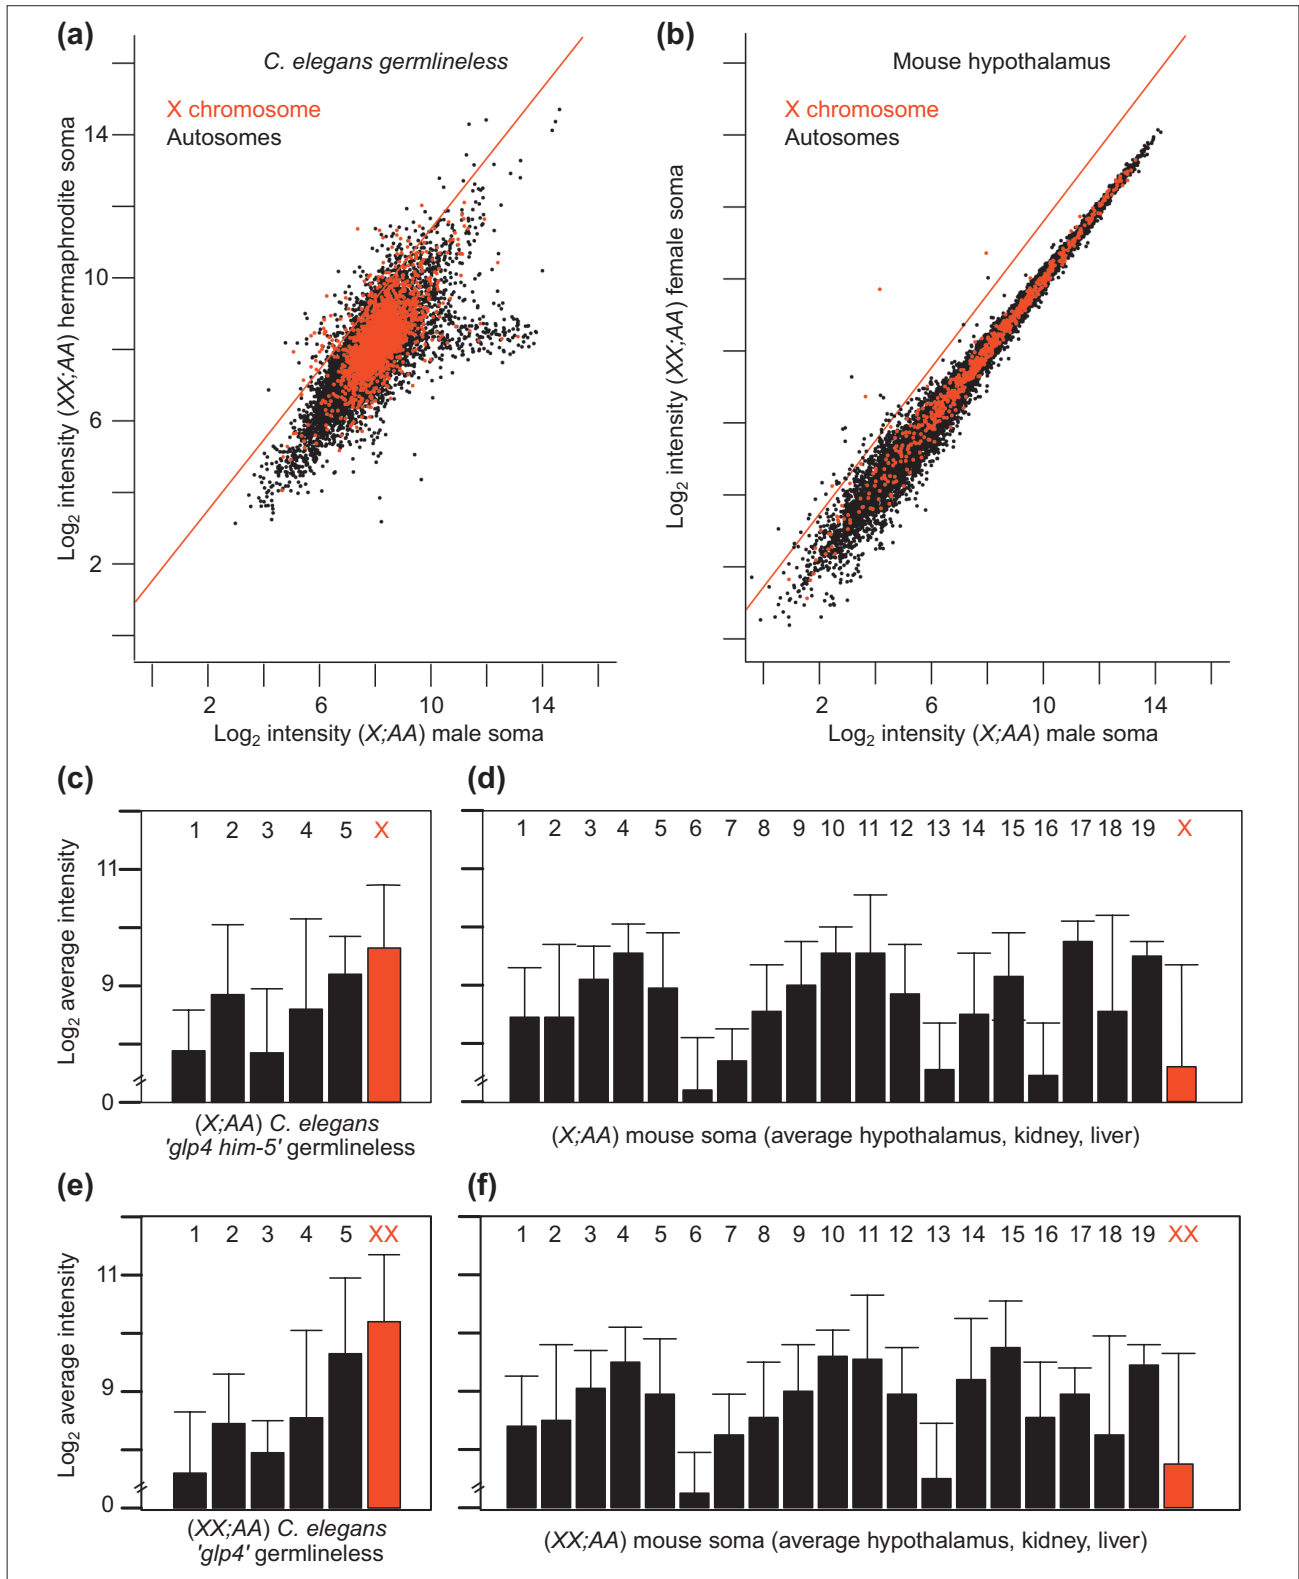 (a)
C. elegans germlineless
X chromosome
Autosomes
Log2 intensity (XX;AA) hermaphrodite soma
14
10
6
2
2 6 10 14
Log2 intensity (X;AA) male soma
(b)
Mouse hypothalamus
X chromosome
Autosomes
Log2 intensity (XX;AA) female soma
2 6 10 14
Log2 intensity (X;AA) male soma
(c)
Log2 average intensity
1 2 3 4 5 X
11
9
0
(X;AA) C. elegans
'glp4 him-5' germlineless
(d)
1 2 3 4 5 6 7 8 9 10 11 12 13 14 15 16 17 18 19 X
(X;AA) mouse soma (average hypothalamus, kidney, liver)
(e)
Log2 average intensity
1 2 3 4 5 XX
11
9
0
(XX;AA) C. elegans
'glp4' germlineless
(f)
1 2 3 4 5 6 7 8 9 10 11 12 13 14 15 16 17 18 19 XX
(XX;AA) mouse soma (average hypothalamus, kidney, liver)